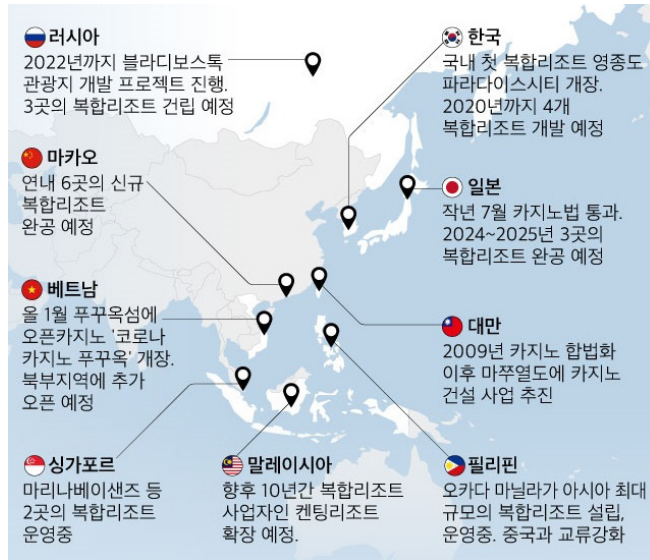 러시아
2022년까지 블라디보스톡
관광지 개발 프로젝트 진행.
3곳의 복합리조트 건립 예정
한국
국내 첫 복합리조트 영종도
파라다이스시티 개장.
2020년까지 4개
복합리조트 개발 예정
마카오
연내 6곳의 신규
복합리조트
완공 예정
일본
작년 7월 카지노법 통과.
2024~2025년 3곳의
복합리조트 완공 예정
베트남
올 1월 푸꾸옥섬에
오픈카지노 '코로나
카지노 푸꾸옥' 개장.
북부지역에 추가
오픈 예정
대만
2009년 카지노 합법화
이후 마쭈열도에 카지노
건설 사업 추진
싱가포르
마리나베이샌즈 등
2곳의 복합리조트
운영중
말레이시아
향후 10년간 복합리조트
사업자인 켄팅리조트
확장 예정.
필리핀
오카다 마닐라가 아시아 최대
규모의 복합리조트 설립,
운영중. 중국과 교류강화